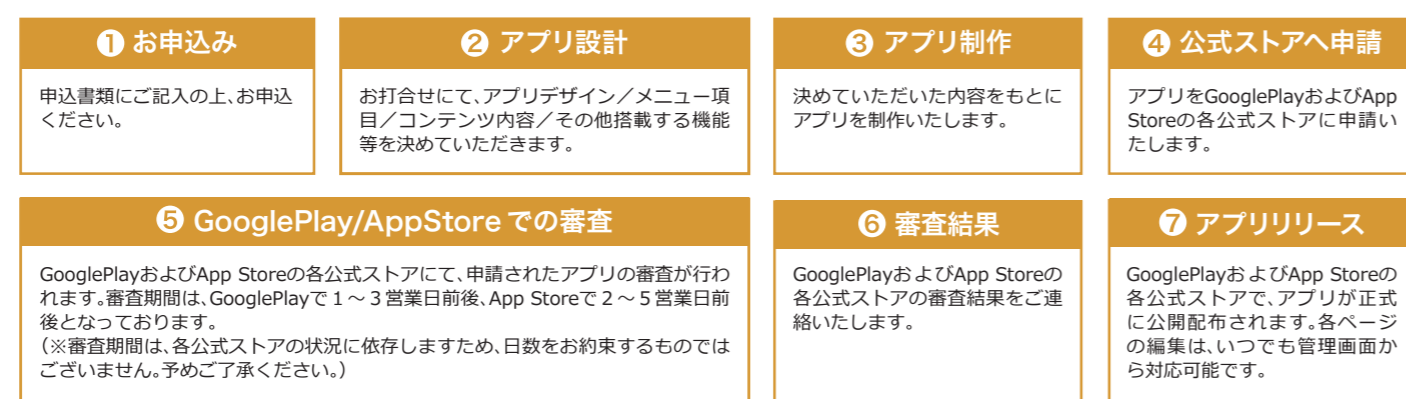 ❶ お申込み
申込書類にご記入の上、お申込
ください。
❷ アプリ設計
お打合せにて、アプリデザイン／メニュー項
目／コンテンツ内容／その他搭載する機能
等を決めていただきます。
❸ アプリ制作
決めていただいた内容をもとに
アプリを制作いたします。
❹ 公式ストアへ申請
アプリをGooglePlayおよびApp
Storeの各公式ストアに申請い
たします。
❺ GooglePlay/AppStore での審査
GooglePlayおよびApp Storeの各公式ストアにて、申請されたアプリの審査が行わ
れます。審査期間は、GooglePlayで１～３営業日前後、App Storeで２～５営業日前
後となっております。
（※審査期間は、各公式ストアの状況に依存しますため、日数をお約束するものでは
ございません。予めご了承ください。）
❻ 審査結果
GooglePlayおよびApp Storeの
各公式ストアの審査結果をご連
絡いたします。
❼ アプリリリース
GooglePlayおよびApp Storeの
各公式ストアで、アプリが正式
に公開配布されます。各ページ
の編集は、いつでも管理画面か
ら対応可能です。